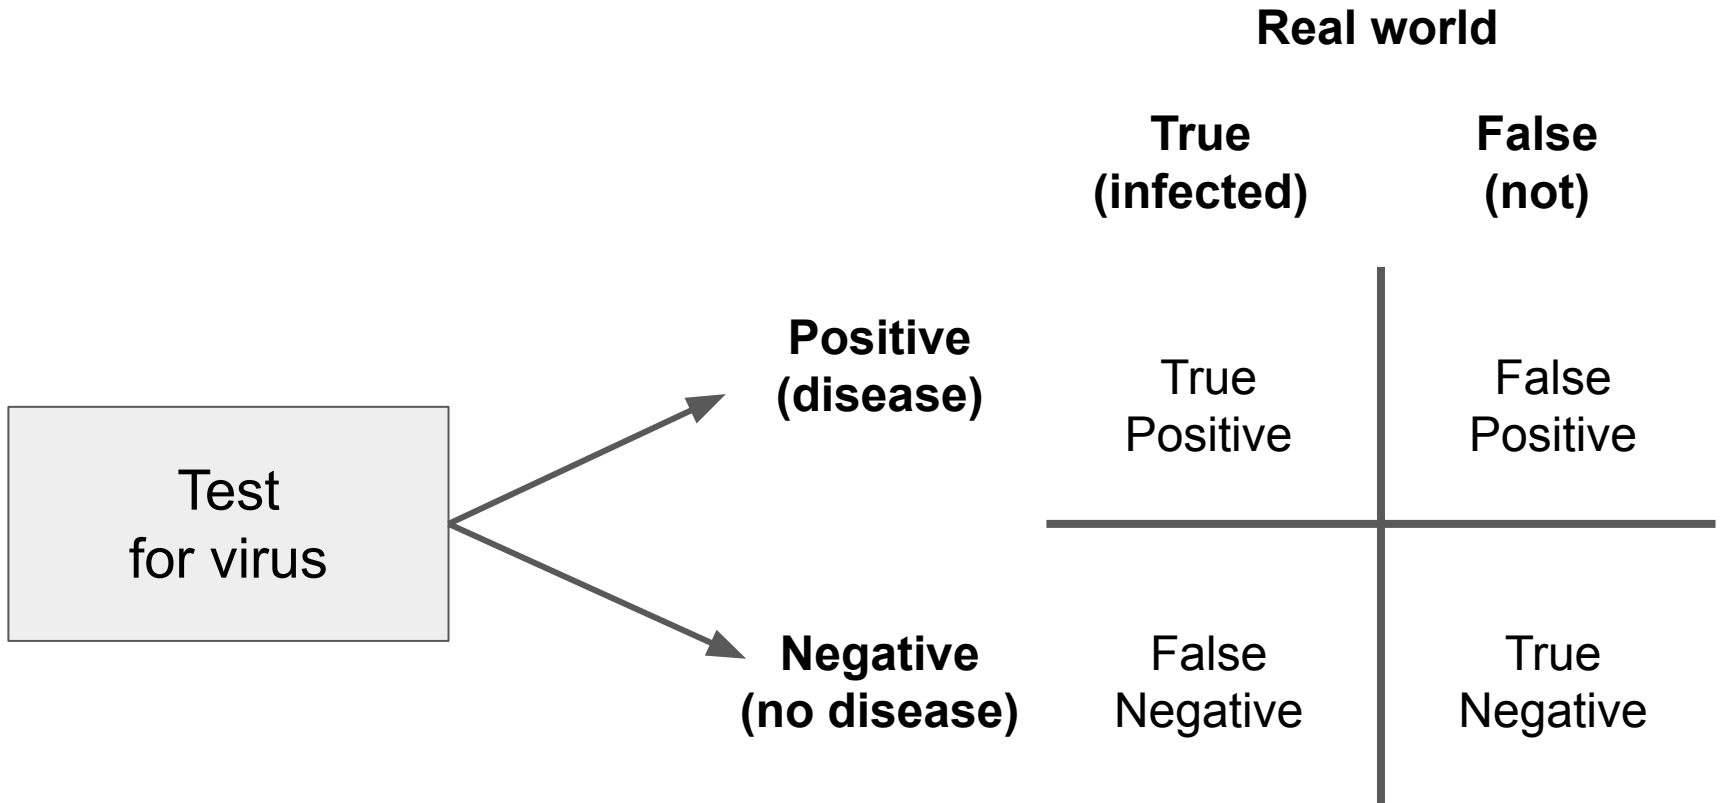 Real world
True
(infected)
False
(not)
Test
for virus
Positive
(disease)
True
Positive
False
Positive
Negative
(no disease)
False
Negative
True
Negative